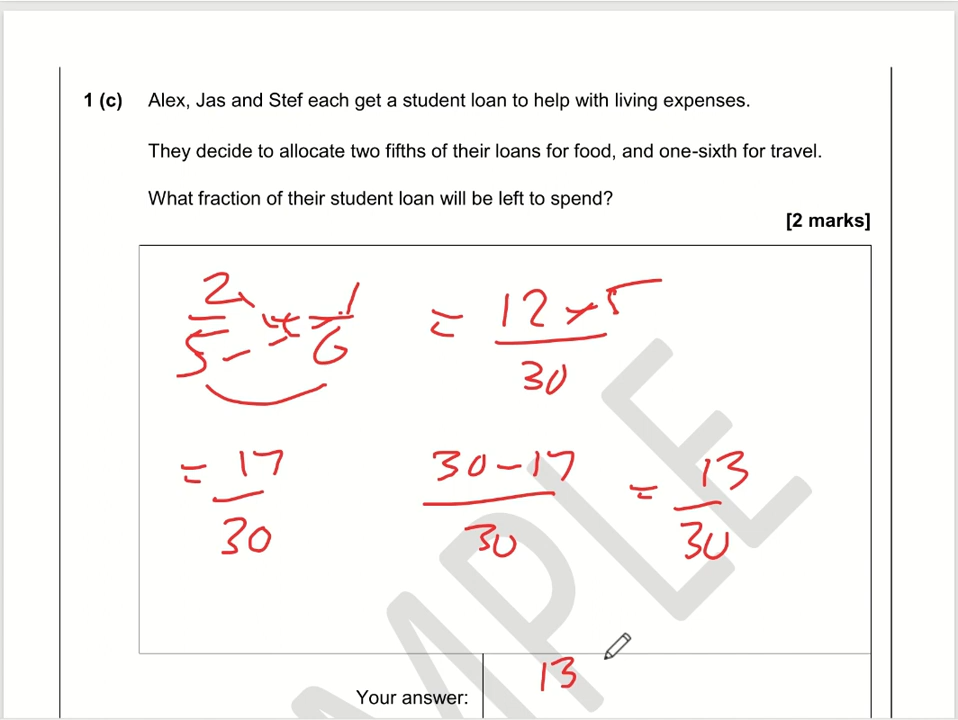 1 (c) Alex, Jas and Stef each get a student loan to help with living expenses.
They decide to allocate two fifths of their loans for food, and one-sixth for travel.
What fraction of their student loan will be left to spend?
[2 marks]
2/5 + 1/6 = 12 + 5/30
= 17/30 30 - 17/30 = 13/30
Your answer: 13
MPLE